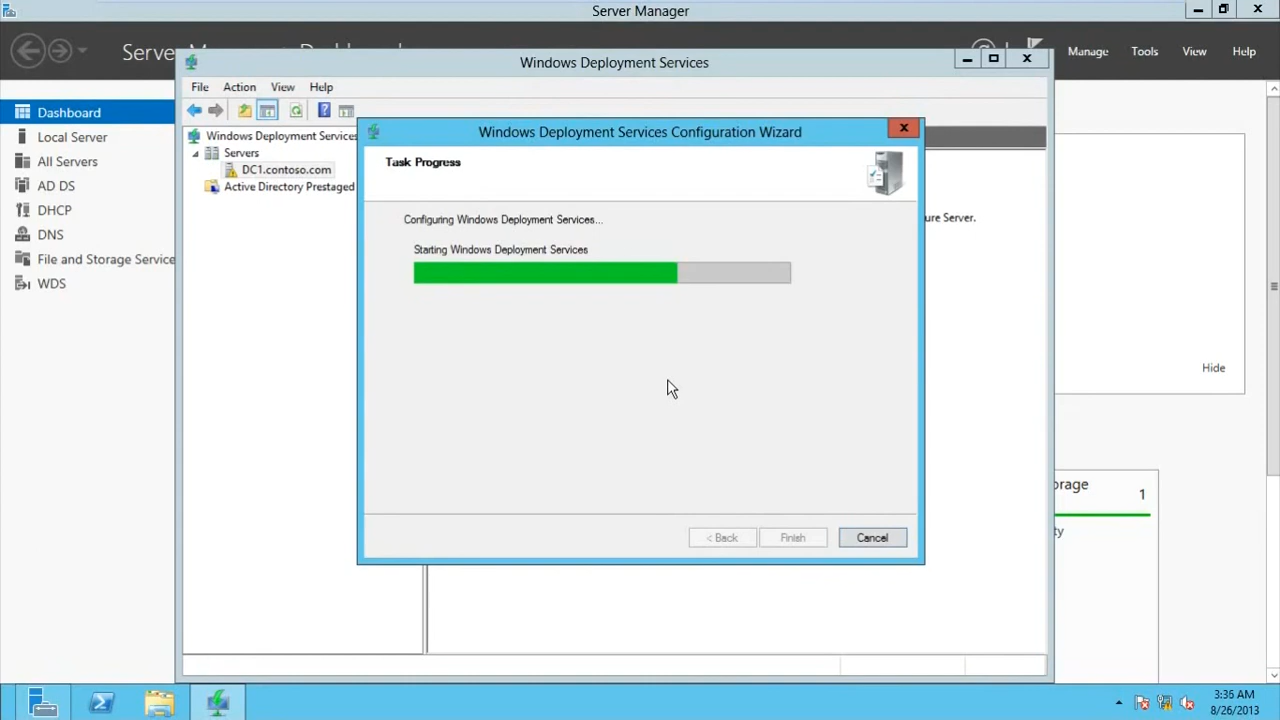 Server Manager
Server
Manage
Tools
View
Help
Windows Deployment Services
File
Action
View
Help
Dashboard
Local Server
All Servers
AD DS
DHCP
DNS
File and Storage Service
WDS
Windows Deployment Services
Servers
DC1.contoso.com
Active Directory Prestaged
Windows Deployment Services Configuration Wizard
Task Progress
Configuring Windows Deployment Services...
Starting Windows Deployment Services
ure Server.
Hide
orage
1
ty
< Back
Finish
Cancel
3:36 AM
8/26/2013